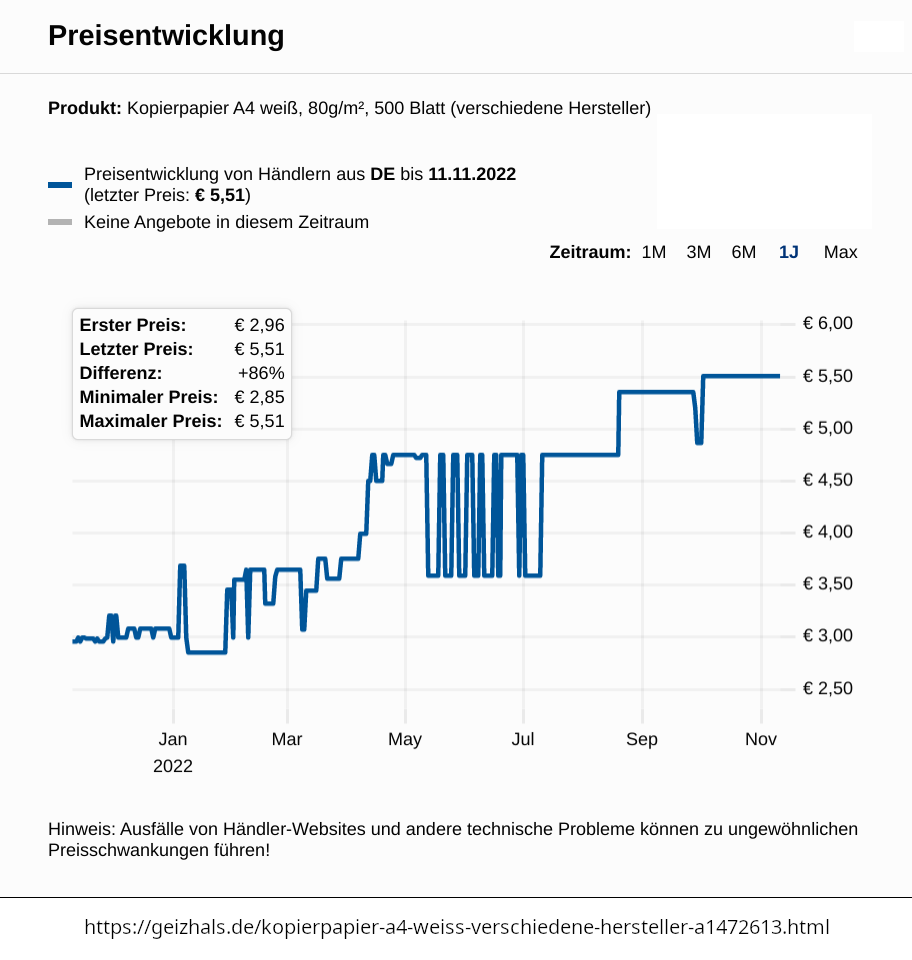 Preisentwicklung
Produkt: Kopierpapier A4 weiß, 80g/m², 500 Blatt (verschiedene Hersteller)
Preisentwicklung von Händlern aus DE bis 11.11.2022
(letzter Preis: € 5,51)
Keine Angebote in diesem Zeitraum
Zeitraum: 1M 3M 6M 1J Max
Erster Preis: € 2,96
Letzter Preis: € 5,51
Differenz: +86%
Minimaler Preis: € 2,85
Maximaler Preis: € 5,51
€ 6,00
€ 5,50
€ 5,00
€ 4,50
€ 4,00
€ 3,50
€ 3,00
€ 2,50
Jan Mar May Jul Sep Nov
2022
Hinweis: Ausfälle von Händler-Websites und andere technische Probleme können zu ungewöhnlichen
Preisschwankungen führen!
https://geizhals.de/kopierpapier-a4-weiss-verschiedene-hersteller-a1472613.html